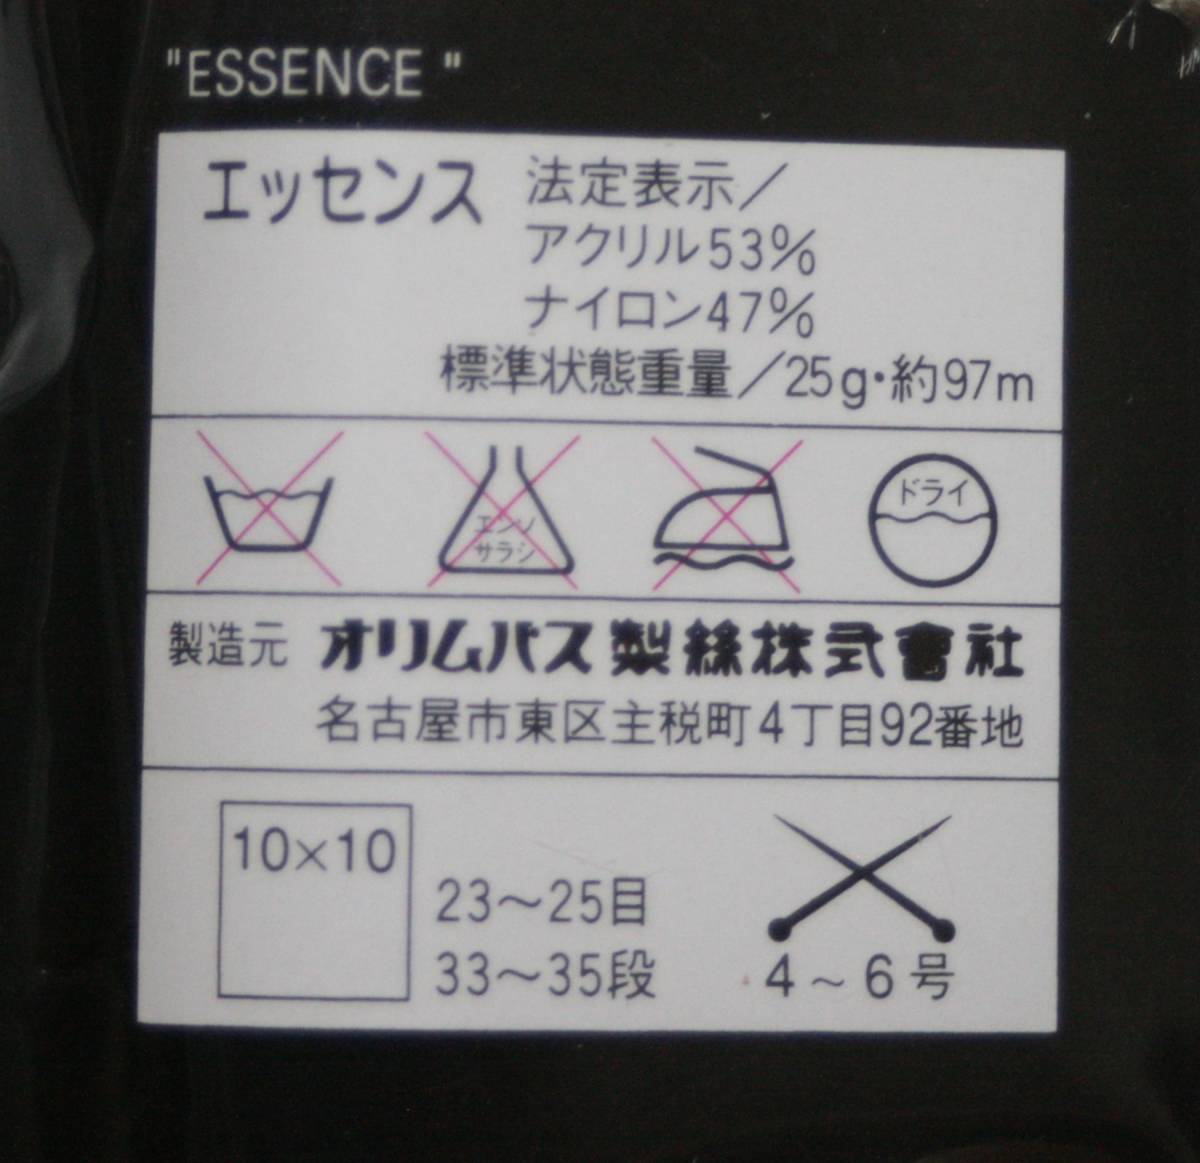 "ESSENCE "
エッセンス 法定表示／
アクリル53%
ナイロン47%
標準状態重量／25g・約97m
エンソ
サラシ
ドライ
製造元 オリムパス製絲株式會社
名古屋市東区主税町4丁目92番地
10×10
23〜25目
33〜35段
4〜6号